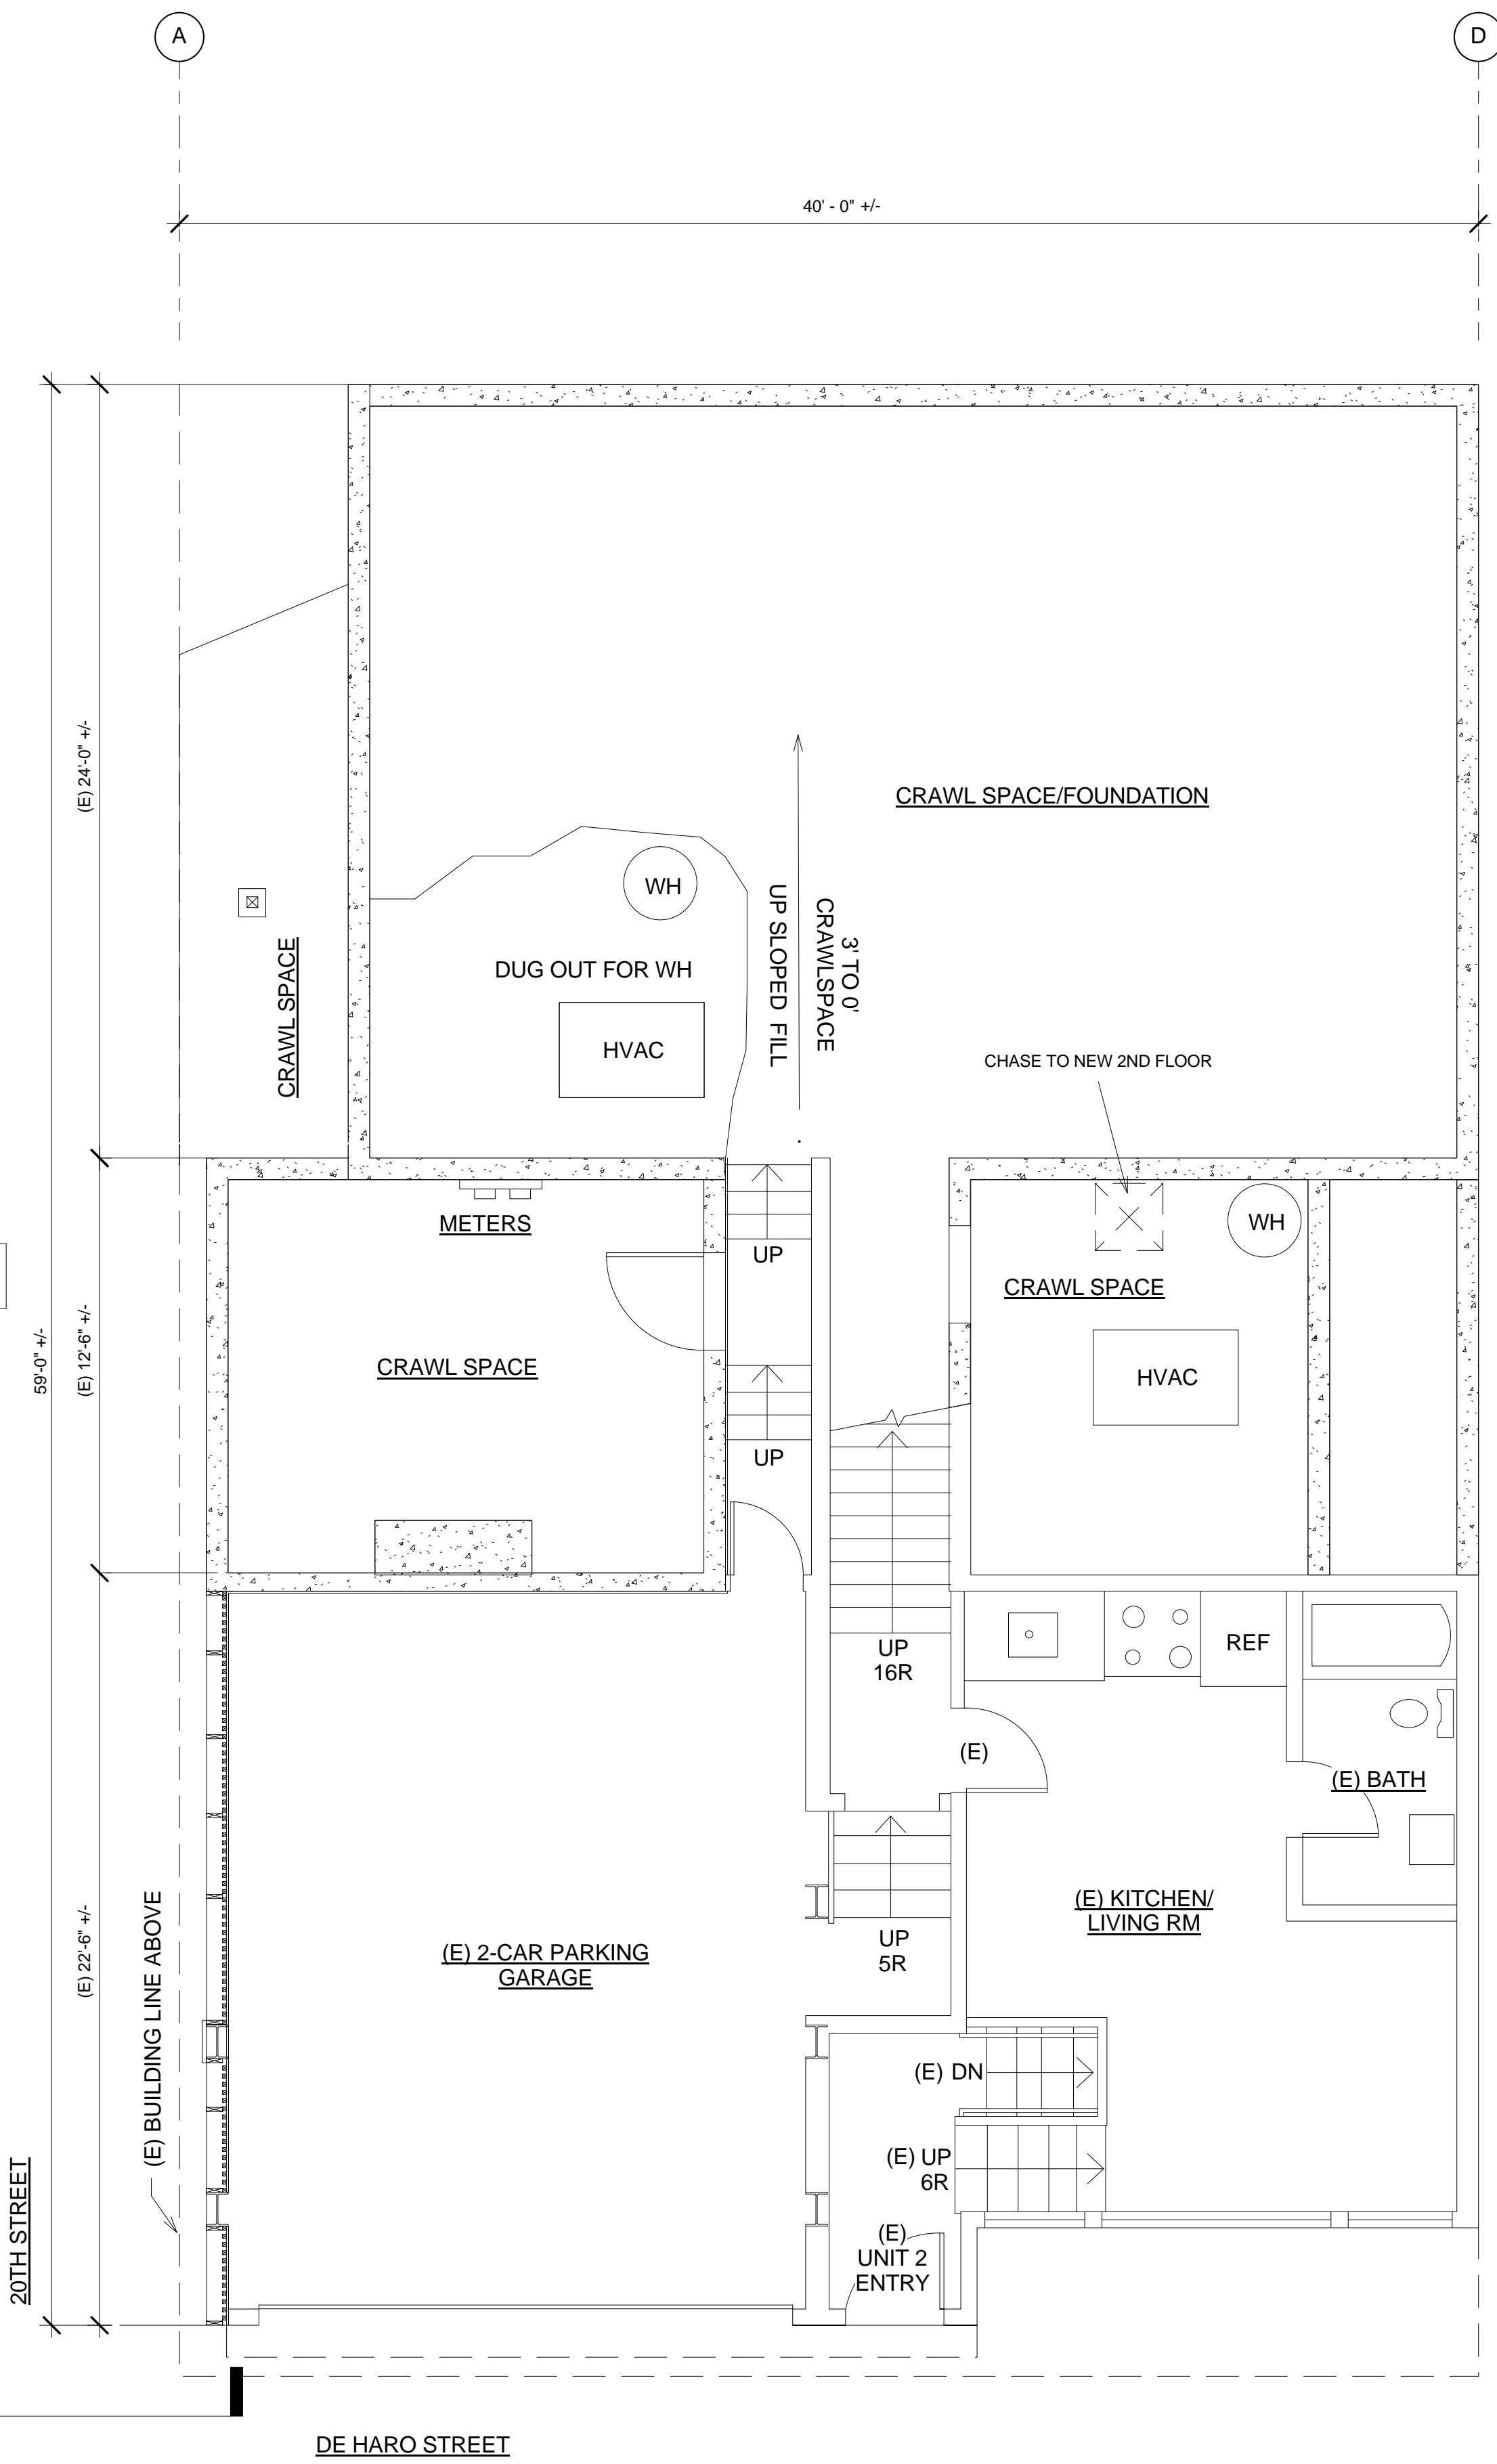 A
D
40' - 0" +/-
(E) 24'-0" +/-
CRAWL SPACE/FOUNDATION
WH
DUG OUT FOR WH
HVAC
UP SLOPED FILL
3' TO 0'
CRAWLSPACE
CRAWL SPACE
CHASE TO NEW 2ND FLOOR
METERS
UP
WH
CRAWL SPACE
HVAC
59'-0" +/-
(E) 12'-6" +/-
CRAWL SPACE
UP
UP
16R
REF
(E)
(E) BATH
(E) KITCHEN/
LIVING RM
(E) 22'-6" +/-
(E) BUILDING LINE ABOVE
(E) 2-CAR PARKING
GARAGE
UP
5R
(E) DN
(E) UP
6R
(E)
UNIT 2
ENTRY
20TH STREET
DE HARO STREET